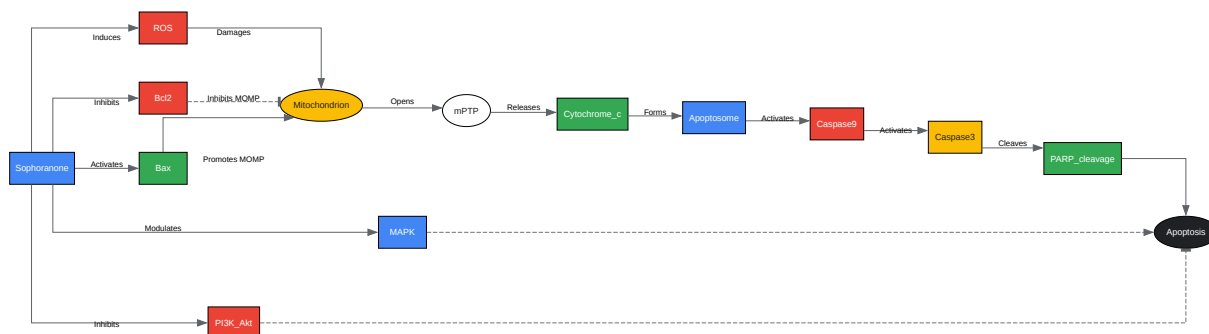 ROS
Induces
Damages
Bcl2
Inhibits
Inhibits MOMP
Mitochondrion
Opens
mPTP
Releases
Cytochrome_c
Forms
Apoptosome
Activates
Caspase9
Activates
Caspase3
Cleaves
PARP_cleavage
Sophoranone
Activates
Bax
Promotes MOMP
Modulates
MAPK
Apoptosis
Inhibits
PI3K_Akt